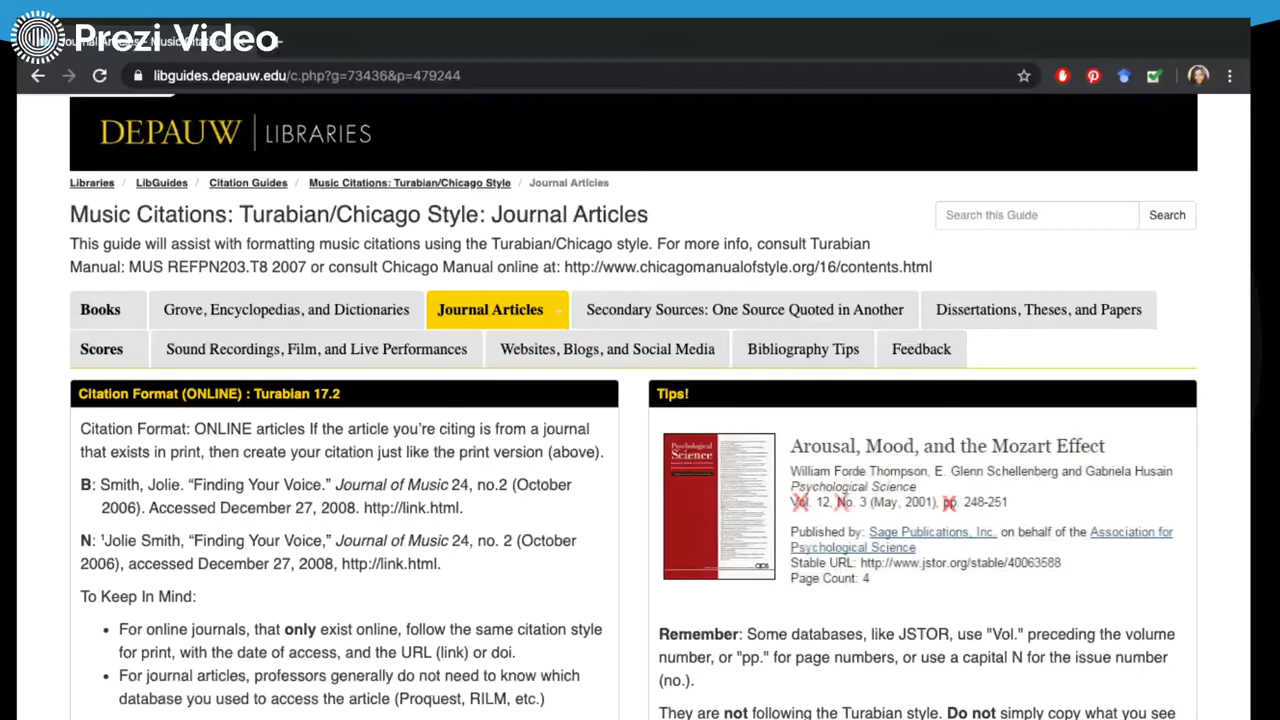 Prezi Video
libguides.depauw.edu/c.php?g=73436&p=479244
DEPAUW LIBRARIES
Libraries / LibGuides / Citation Guides / Music Citations: Turabian/Chicago Style / Journal Articles
Music Citations: Turabian/Chicago Style: Journal Articles
Search this Guide Search
This guide will assist with formatting music citations using the Turabian/Chicago style. For more info, consult Turabian
Manual: MUS REFPN203.T8 2007 or consult Chicago Manual online at: http://www.chicagomanualofstyle.org/16/contents.html
Books Grove, Encyclopedias, and Dictionaries Journal Articles Secondary Sources: One Source Quoted in Another Dissertations, Theses, and Papers
Scores Sound Recordings, Film, and Live Performances Websites, Blogs, and Social Media Bibliography Tips Feedback
Citation Format (ONLINE) : Turabian 17.2
Citation Format: ONLINE articles If the article you’re citing is from a journal
that exists in print, then create your citation just like the print version (above).
B: Smith, Jolie. “Finding Your Voice.” Journal of Music 24, no.2 (October
2006). Accessed December 27, 2008. http://link.html.
N: ¹Jolie Smith, “Finding Your Voice,” Journal of Music 24, no. 2 (October
2006), accessed December 27, 2008, http://link.html.
To Keep In Mind:
• For online journals, that only exist online, follow the same citation style
for print, with the date of access, and the URL (link) or doi.
• For journal articles, professors generally do not need to know which
database you used to access the article (Proquest, RILM, etc.)
Tips!
Psychological
Science
aps
Arousal, Mood, and the Mozart Effect
William Forde Thompson, E. Glenn Schellenberg and Gabriela Husain
Psychological Science
Vol. 12, No. 3 (May, 2001), pp. 248-251
Published by: Sage Publications, Inc. on behalf of the Association for
Psychological Science
Stable URL: http://www.jstor.org/stable/40063588
Page Count: 4
Remember: Some databases, like JSTOR, use "Vol." preceding the volume
number, or "pp." for page numbers, or use a capital N for the issue number
(no.).
They are not following the Turabian style. Do not simply copy what you see